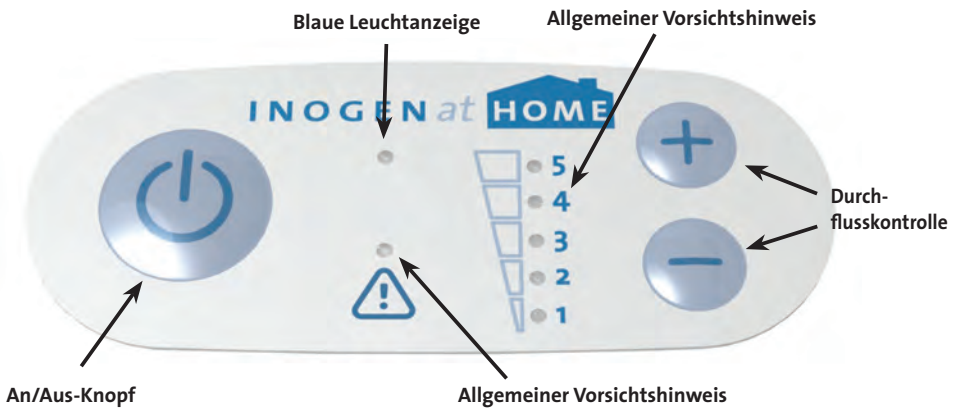 Blaue Leuchtanzeige
Allgemeiner Vorsichtshinweis
INOGEN at HOME
5
4
3
2
1
Durch-
flusskontrolle
An/Aus-Knopf
Allgemeiner Vorsichtshinweis